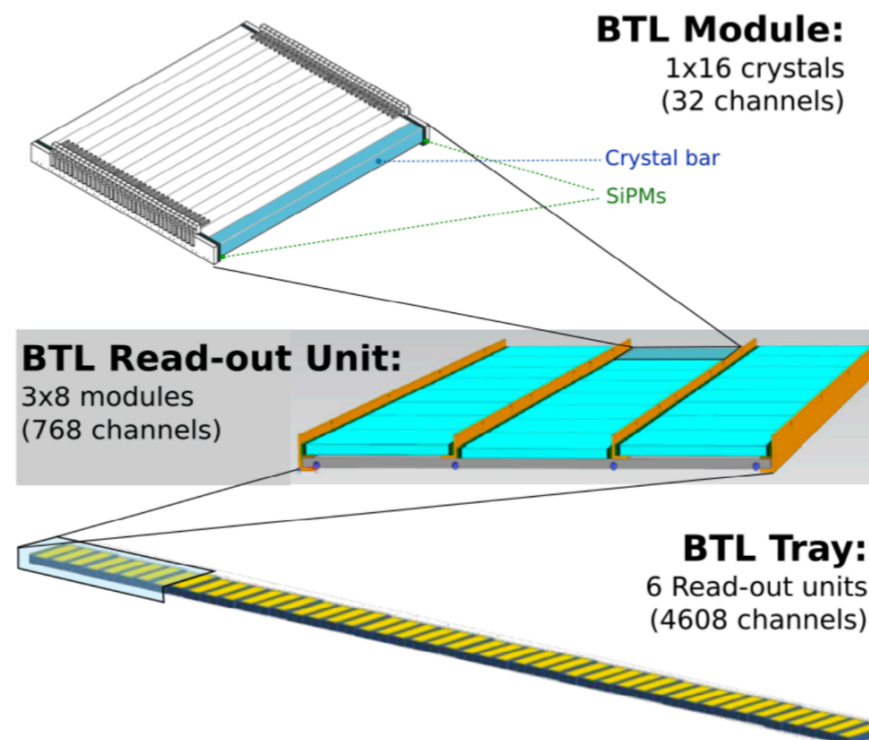 BTL Module:
1x16 crystals
(32 channels)
Crystal bar
SiPMs
BTL Read-out Unit:
3x8 modules
(768 channels)
BTL Tray:
6 Read-out units
(4608 channels)